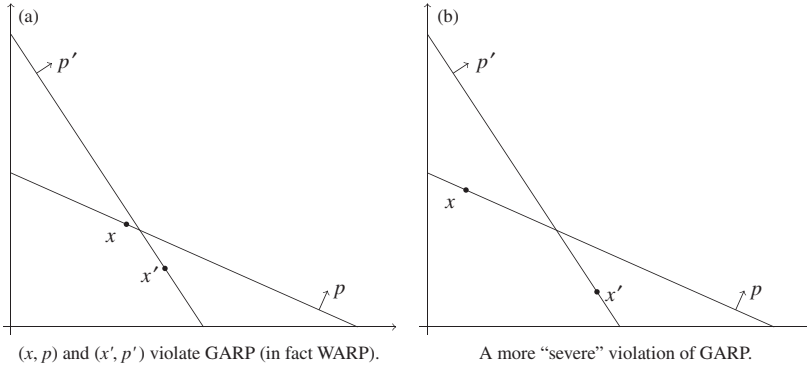 (a)
p′
x
x′
p
(x, p) and (x′, p′) violate GARP (in fact WARP).
(b)
p′
x
x′
p
A more “severe” violation of GARP.